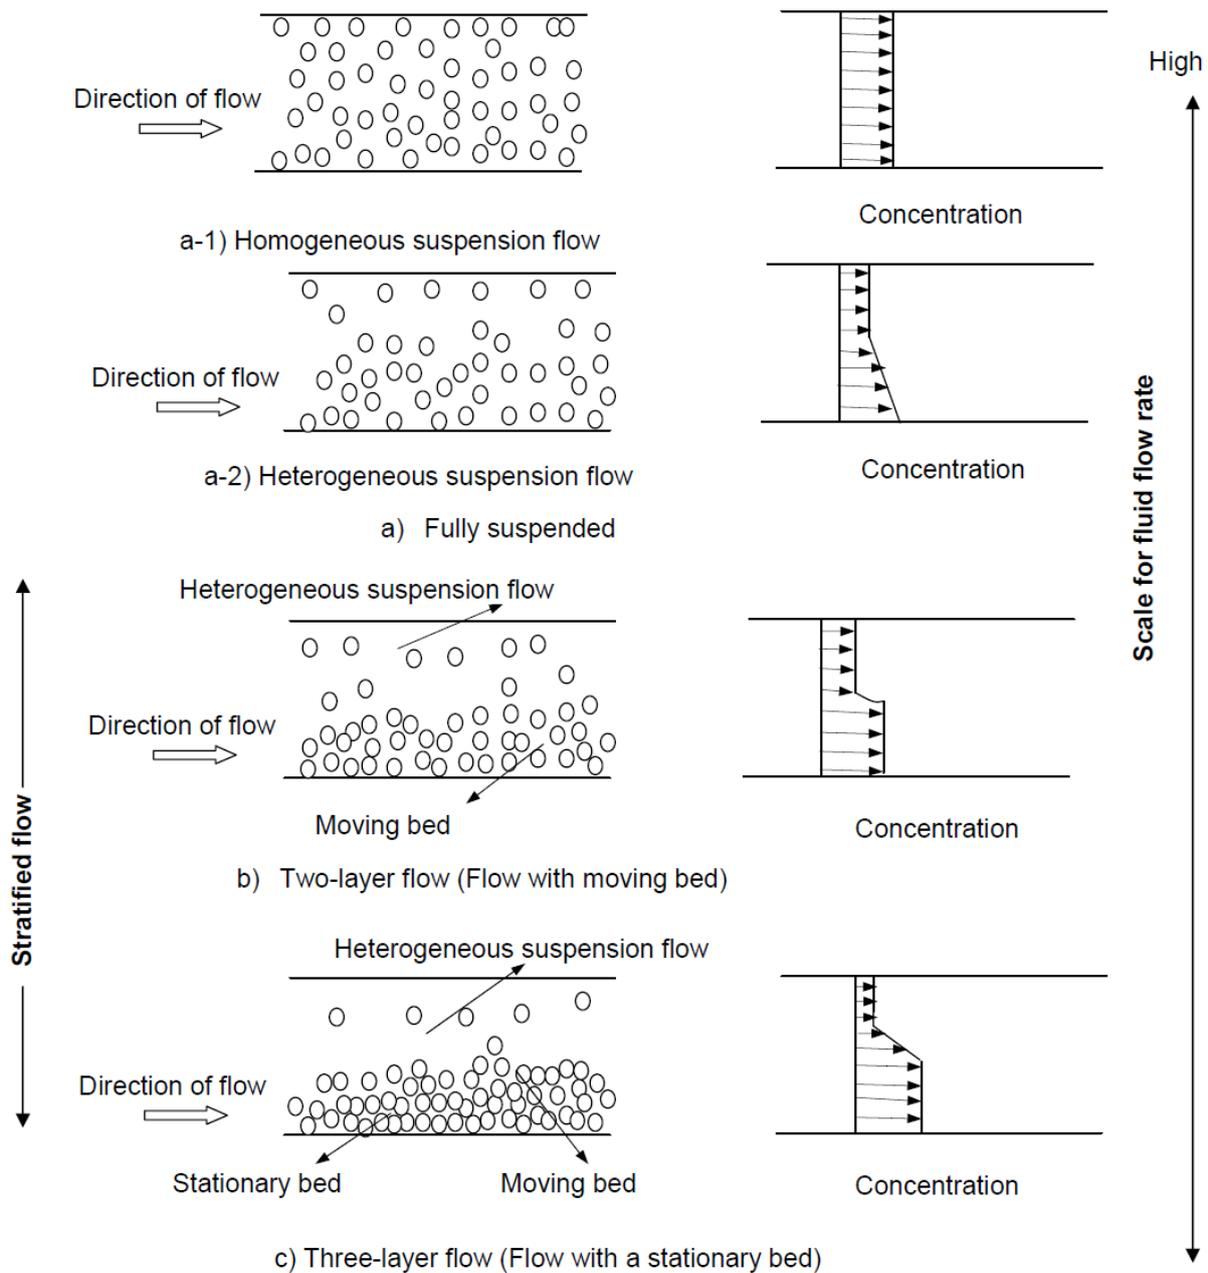 High
Direction of flow
Concentration
a-1) Homogeneous suspension flow
Direction of flow
Concentration
a-2) Heterogeneous suspension flow
a) Fully suspended
Scale for fluid flow rate
Heterogeneous suspension flow
Direction of flow
Moving bed
Concentration
b) Two-layer flow (Flow with moving bed)
Stratified flow
Heterogeneous suspension flow
Direction of flow
Stationary bed
Moving bed
Concentration
c) Three-layer flow (Flow with a stationary bed)